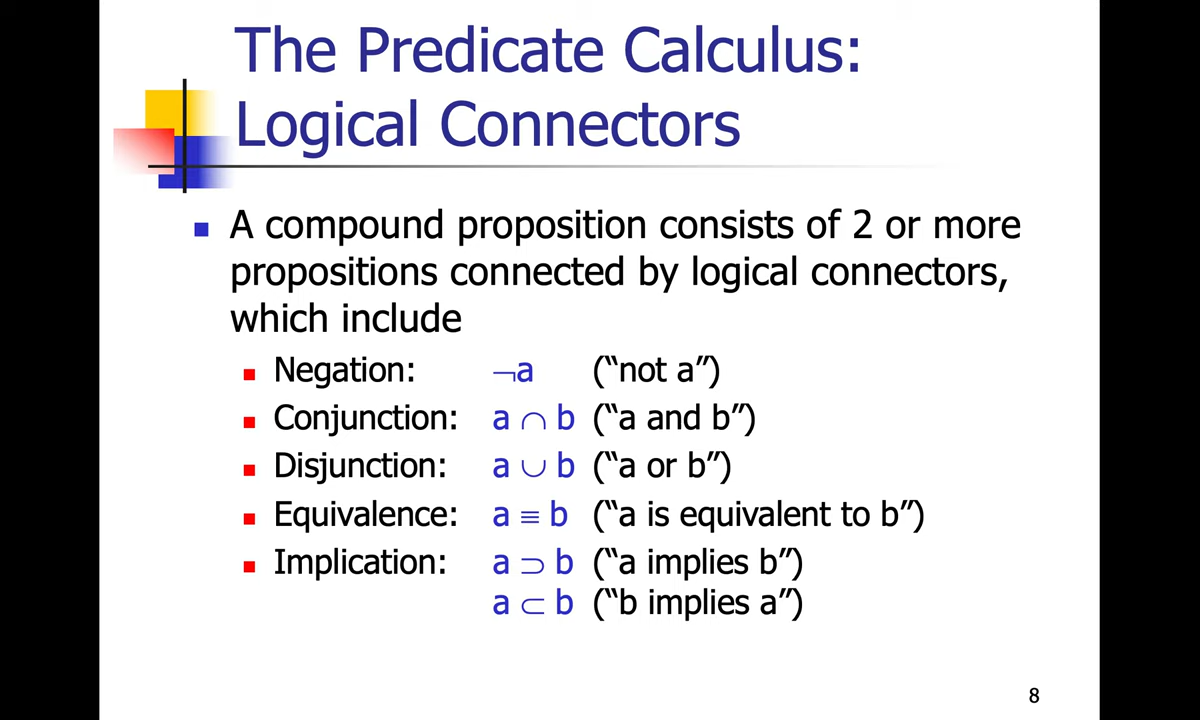 The Predicate Calculus:
Logical Connectors
A compound proposition consists of 2 or more
propositions connected by logical connectors,
which include
Negation: ¬a (“not a”)
Conjunction: a ∩ b (“a and b”)
Disjunction: a ∪ b (“a or b”)
Equivalence: a ≡ b (“a is equivalent to b”)
Implication: a ⊃ b (“a implies b”)
a ⊂ b (“b implies a”)
8